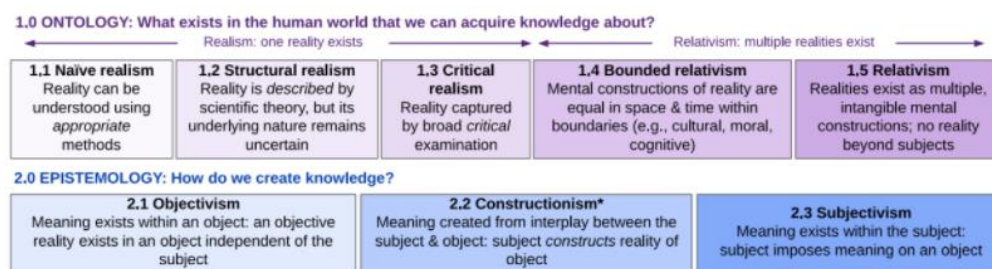 1.0 ONTOLOGY: What exists in the human world that we can acquire knowledge about?
Realism: one reality exists
Relativism: multiple realities exist
1,1 Naïve realism
Reality can be
understood using
appropriate
methods
1,2 Structural realism
Reality is described by
scientific theory, but its
underlying nature remains
uncertain
1,3 Critical
realism
Reality captured
by broad critical
examination
1,4 Bounded relativism
Mental constructions of reality are
equal in space & time within
boundaries (e.g., cultural, moral,
cognitive)
1,5 Relativism
Realities exist as multiple,
intangible mental
constructions; no reality
beyond subjects
2.0 EPISTEMOLOGY: How do we create knowledge?
2.1 Objectivism
Meaning exists within an object: an objective
reality exists in an object independent of the
subject
2.2 Constructionism*
Meaning created from interplay between the
subject & object: subject constructs reality of
object
2.3 Subjectivism
Meaning exists within the subject:
subject imposes meaning on an object